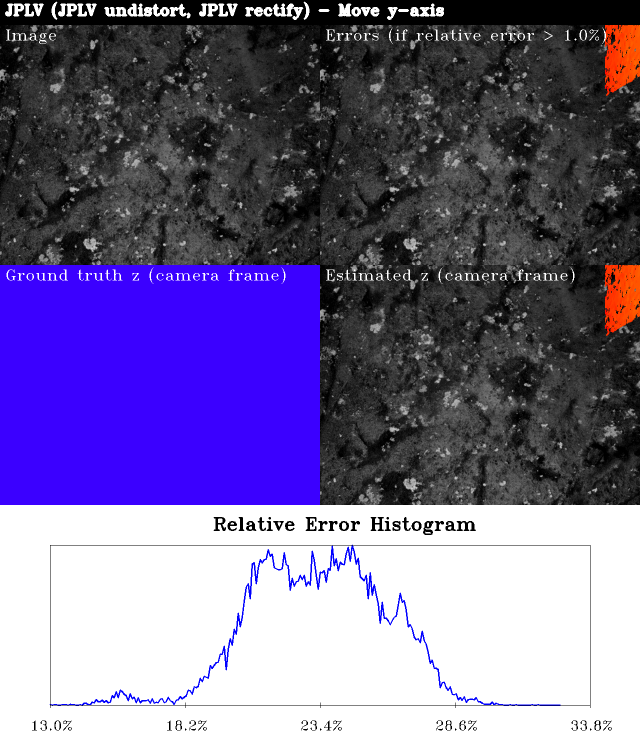 JPLV (JPLV undistort, JPLV rectify) - Move y-axis
Image
Errors (if relative error > 1.0%)
Ground truth z (camera frame)
Estimated z (camera frame)
Relative Error Histogram
13.0% 18.2% 23.4% 28.6% 33.8%